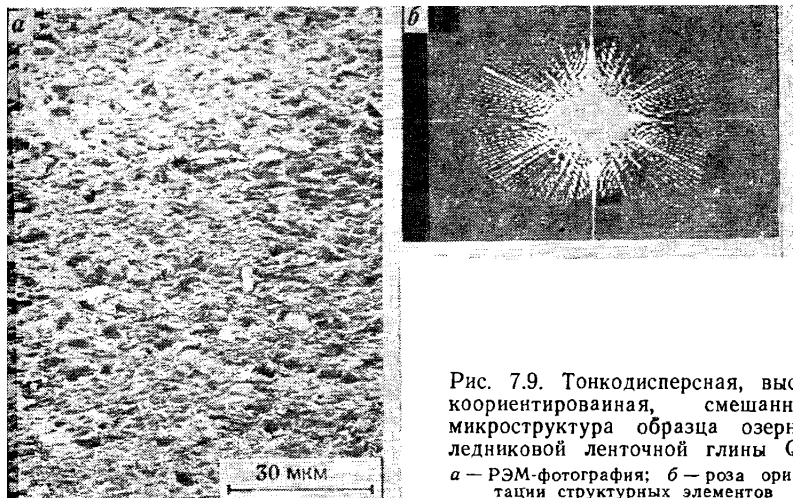 а
б
30 мкм
Рис. 7.9. Тонкодисперсная, выс
коориентированная, смешанн
микроструктура образца озерн
ледниковой ленточной глины
а — РЭМ-фотография; б — роза ори
тации структурных элементов